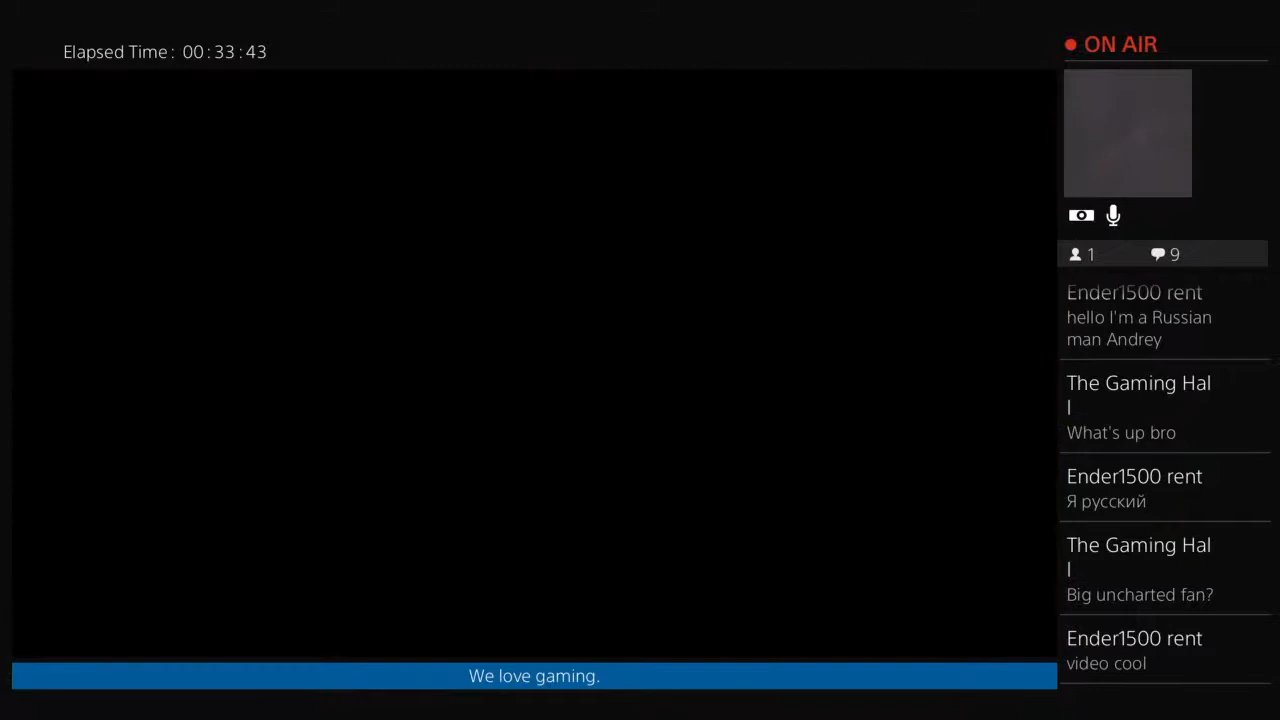 Elapsed Time: 00:33:43
ON AIR
1 9
Ender1500 rent
hello I'm a Russian
man Andrey
The Gaming Hal
l
What's up bro
Ender1500 rent
Я русский
The Gaming Hal
l
Big uncharted fan?
Ender1500 rent
video cool
We love gaming.